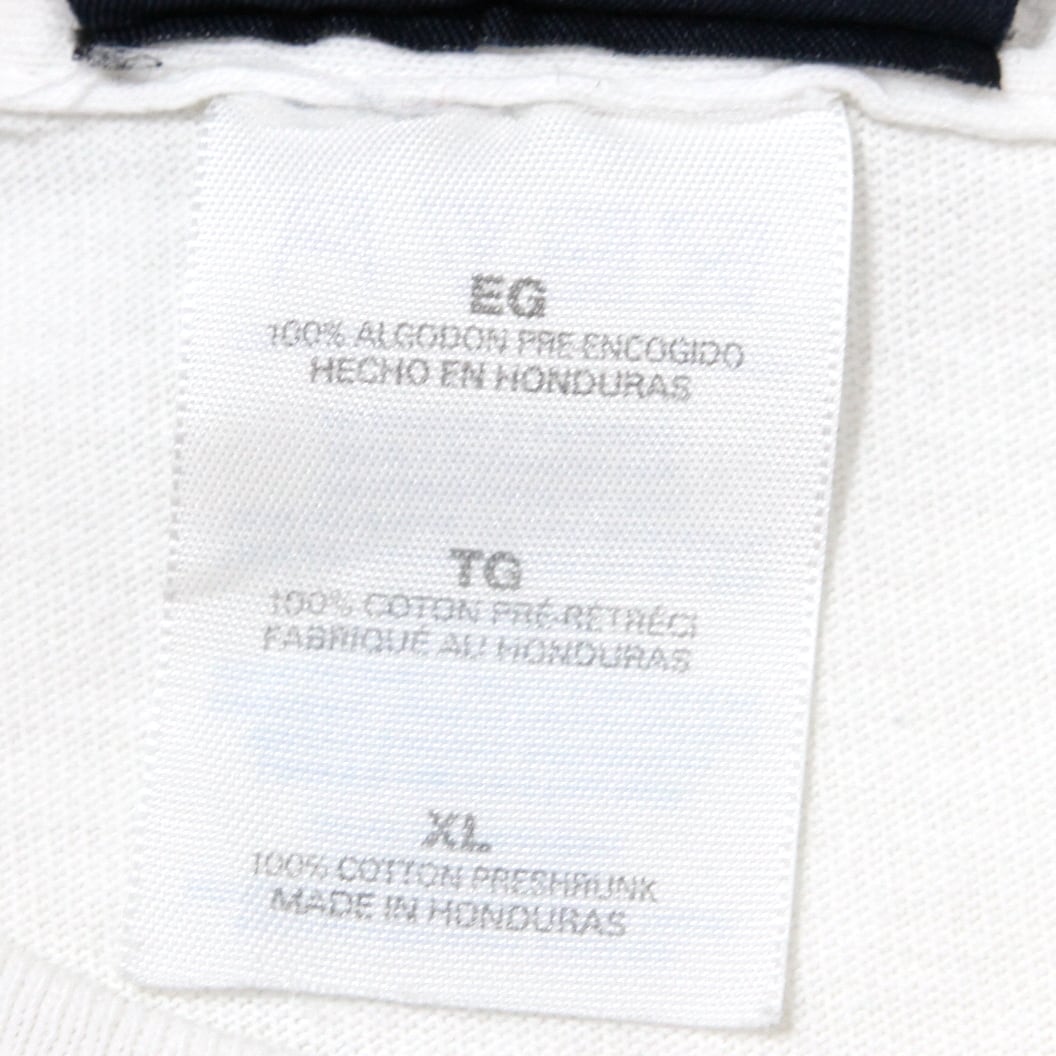 EG
100% ALGODON PRE-ENCOGIDO
HECHO EN HONDURAS
TG
100% COTON PRÉ-RÉTRÉCI
FABRIQUÉ AU HONDURAS
XL
100% COTTON PRESHRUNK
MADE IN HONDURAS